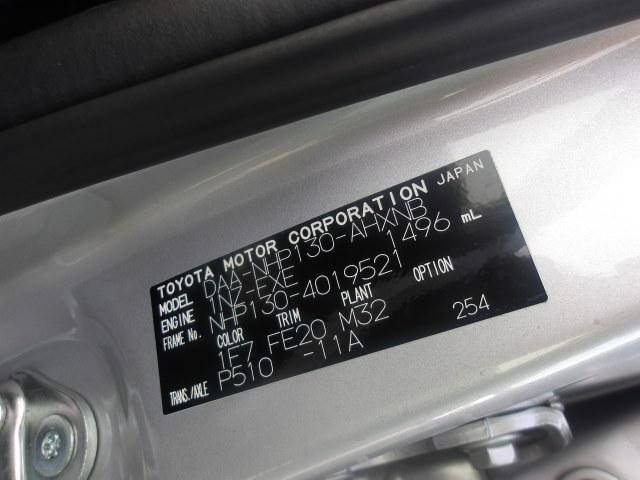 TOYOTA MOTOR CORPORATION JAPAN
MODEL DAA-NHP130-AHXNB
ENGINE 1NZ-FXE 1496 mL
FRAME No. NHP130-4019521
COLOR TRIM PLANT OPTION
1F7 FE20 M32
TRANS./AXLE P510 -11A 254